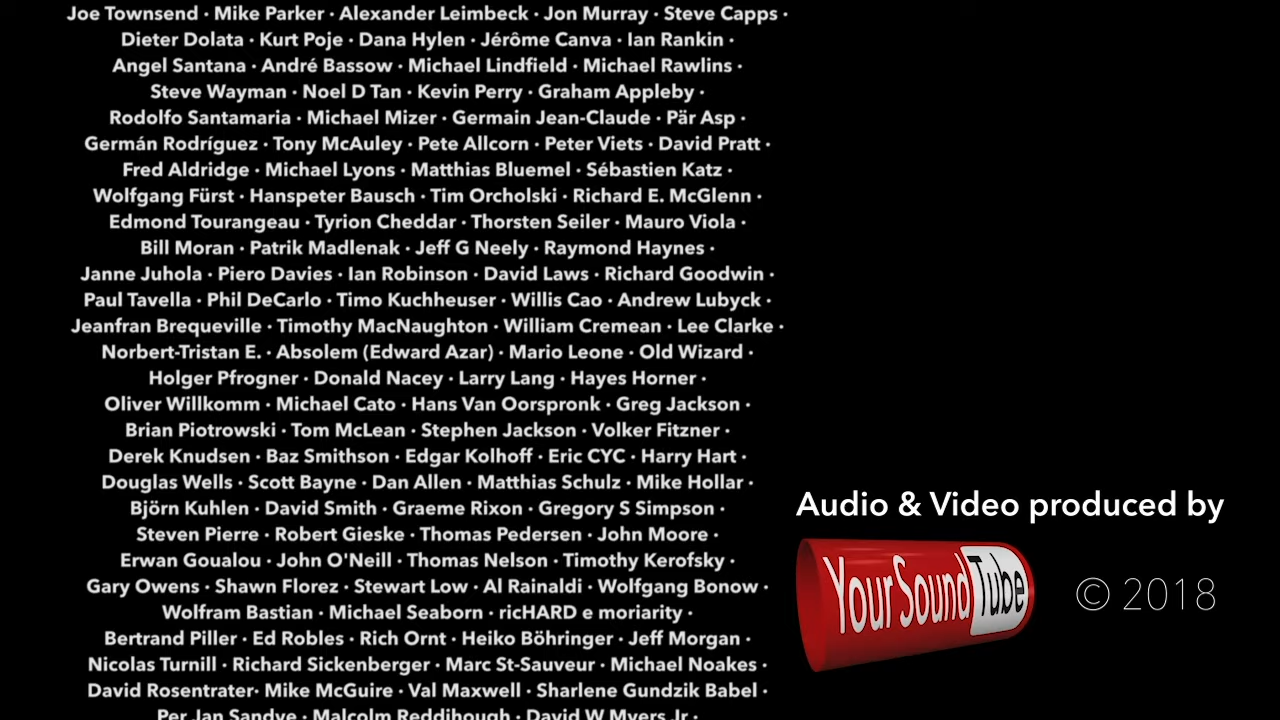 Joe Townsend · Mike Parker · Alexander Leimbeck · Jon Murray · Steve Capps ·
Dieter Dolata · Kurt Poje · Dana Hylen · Jérôme Canva · Ian Rankin ·
Angel Santana · André Bassow · Michael Lindfield · Michael Rawlins ·
Steve Wayman · Noel D Tan · Kevin Perry · Graham Appleby ·
Rodolfo Santamaria · Michael Mizer · Germain Jean-Claude · Pär Asp ·
Germán Rodríguez · Tony McAuley · Pete Allcorn · Peter Viets · David Pratt ·
Fred Aldridge · Michael Lyons · Matthias Bluemel · Sébastien Katz ·
Wolfgang Fürst · Hanspeter Bausch · Tim Orcholski · Richard E. McGlenn ·
Edmond Tourangeau · Tyrion Cheddar · Thorsten Seiler · Mauro Viola ·
Bill Moran · Patrik Madlenak · Jeff G Neely · Raymond Haynes ·
Janne Juhola · Piero Davies · Ian Robinson · David Laws · Richard Goodwin ·
Paul Tavella · Phil DeCarlo · Timo Kuchheuser · Willis Cao · Andrew Lubyck ·
Jeanfran Brequeville · Timothy MacNaughton · William Cremean · Lee Clarke ·
Norbert-Tristan E. · Absolem (Edward Azar) · Mario Leone · Old Wizard ·
Holger Pfrogner · Donald Nacey · Larry Lang · Hayes Horner ·
Oliver Willkomm · Michael Cato · Hans Van Oorspronk · Greg Jackson ·
Brian Piotrowski · Tom McLean · Stephen Jackson · Volker Fitzner ·
Derek Knudsen · Baz Smithson · Edgar Kolhoff · Eric CYC · Harry Hart ·
Douglas Wells · Scott Bayne · Dan Allen · Matthias Schulz · Mike Hollar ·
Björn Kuhlen · David Smith · Graeme Rixon · Gregory S Simpson ·
Steven Pierre · Robert Gieske · Thomas Pedersen · John Moore ·
Erwan Goualou · John O'Neill · Thomas Nelson · Timothy Kerofsky ·
Gary Owens · Shawn Florez · Stewart Low · Al Rainaldi · Wolfgang Bonow ·
Wolfram Bastian · Michael Seaborn · ricHARD e moriarity ·
Bertrand Piller · Ed Robles · Rich Ornt · Heiko Böhringer · Jeff Morgan ·
Nicolas Turnill · Richard Sickenberger · Marc St-Sauveur · Michael Noakes ·
David Rosentrater· Mike McGuire · Val Maxwell · Sharlene Gundzik Babel ·
Per Jan Sandve · Malcolm Reddihough · David W Myers Jr ·
Audio & Video produced by
YourSoundTube
© 2018